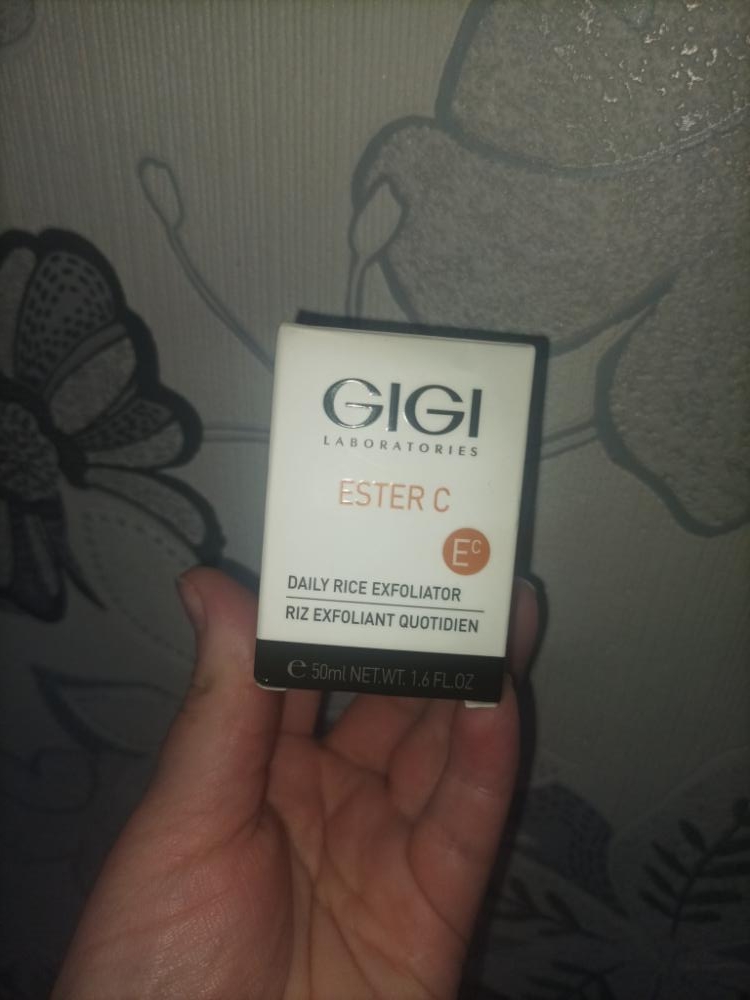 GIGI
LABORATORIES
ESTER C
EC
DAILY RICE EXFOLIATOR
RIZ EXFOLIANT QUOTIDIEN
℮ 50ml NET.WT. 1.6 FL.OZ